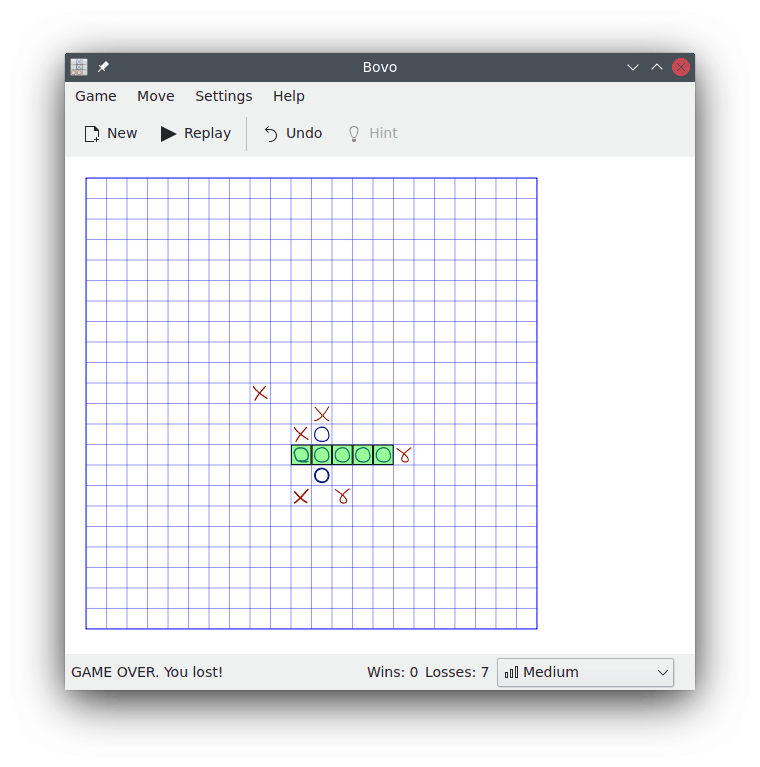 Bovo
Game Move Settings Help
New Replay Undo Hint
GAME OVER. You lost! Wins: 0 Losses: 7 Medium